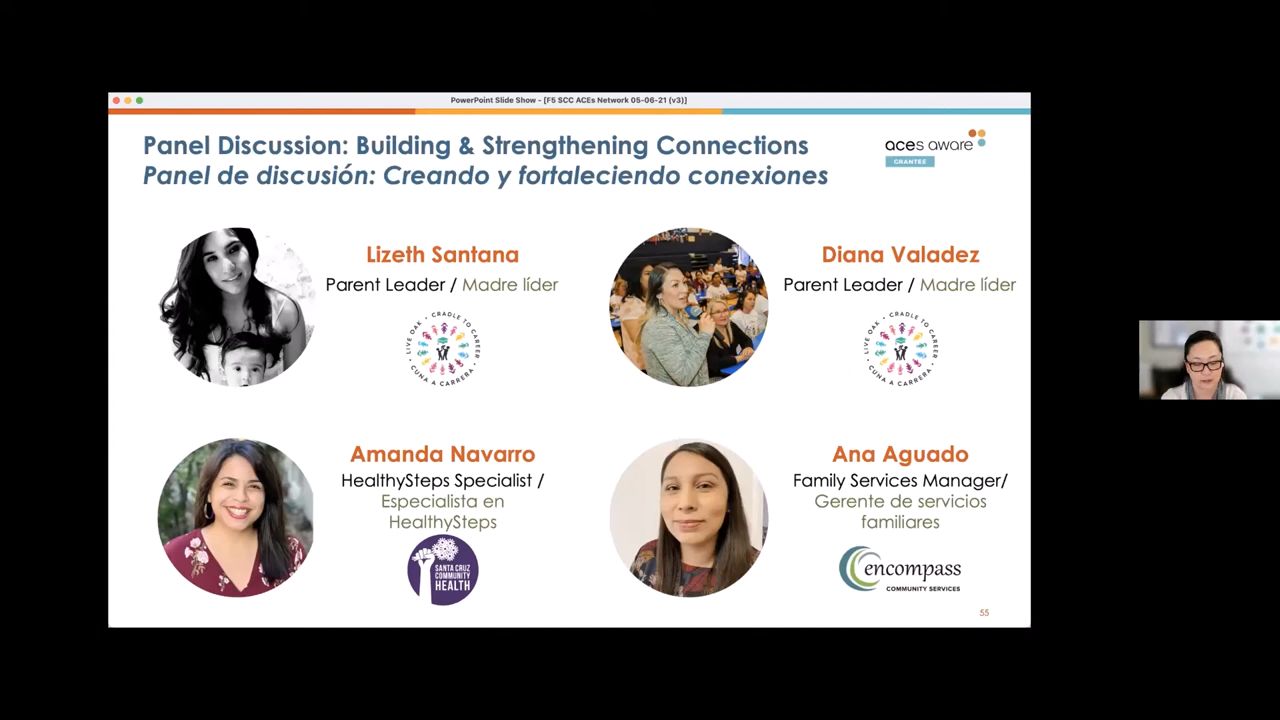 PowerPoint Slide Show - [F5 SCC ACEs Network 05-06-21 (v3)]
Panel Discussion: Building & Strengthening Connections
Panel de discusión: Creando y fortaleciendo conexiones
aces aware
GRANTEE
Lizeth Santana
Parent Leader / Madre líder
LIVE OAK • CRADLE TO CAREER
CUNA A CARRERA
Diana Valadez
Parent Leader / Madre líder
LIVE OAK • CRADLE TO CAREER
CUNA A CARRERA
Amanda Navarro
HealthySteps Specialist /
Especialista en
HealthySteps
SANTA CRUZ
COMMUNITY
HEALTH
Ana Aguado
Family Services Manager/
Gerente de servicios
familiares
encompass
COMMUNITY SERVICES
55